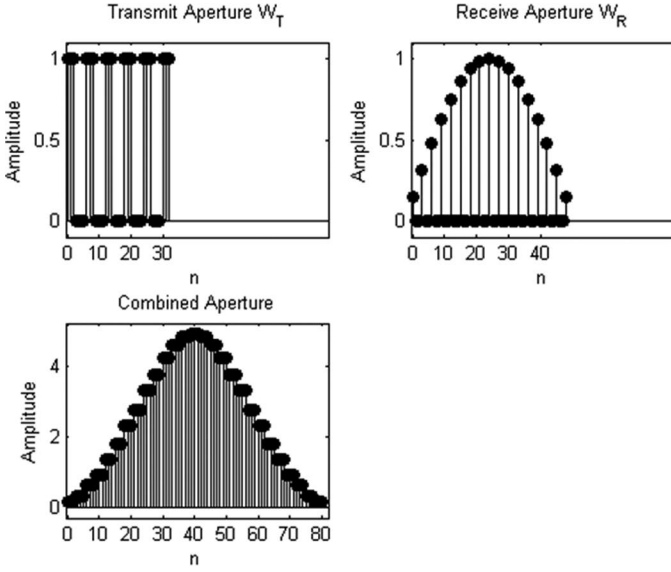 Transmit Aperture W_T
Amplitude
1
0.5
0
0 10 20 30
n
Receive Aperture W_R
Amplitude
1
0.5
0
0 10 20 30 40
n
Combined Aperture
Amplitude
4
2
0
0 10 20 30 40 50 60 70 80
n